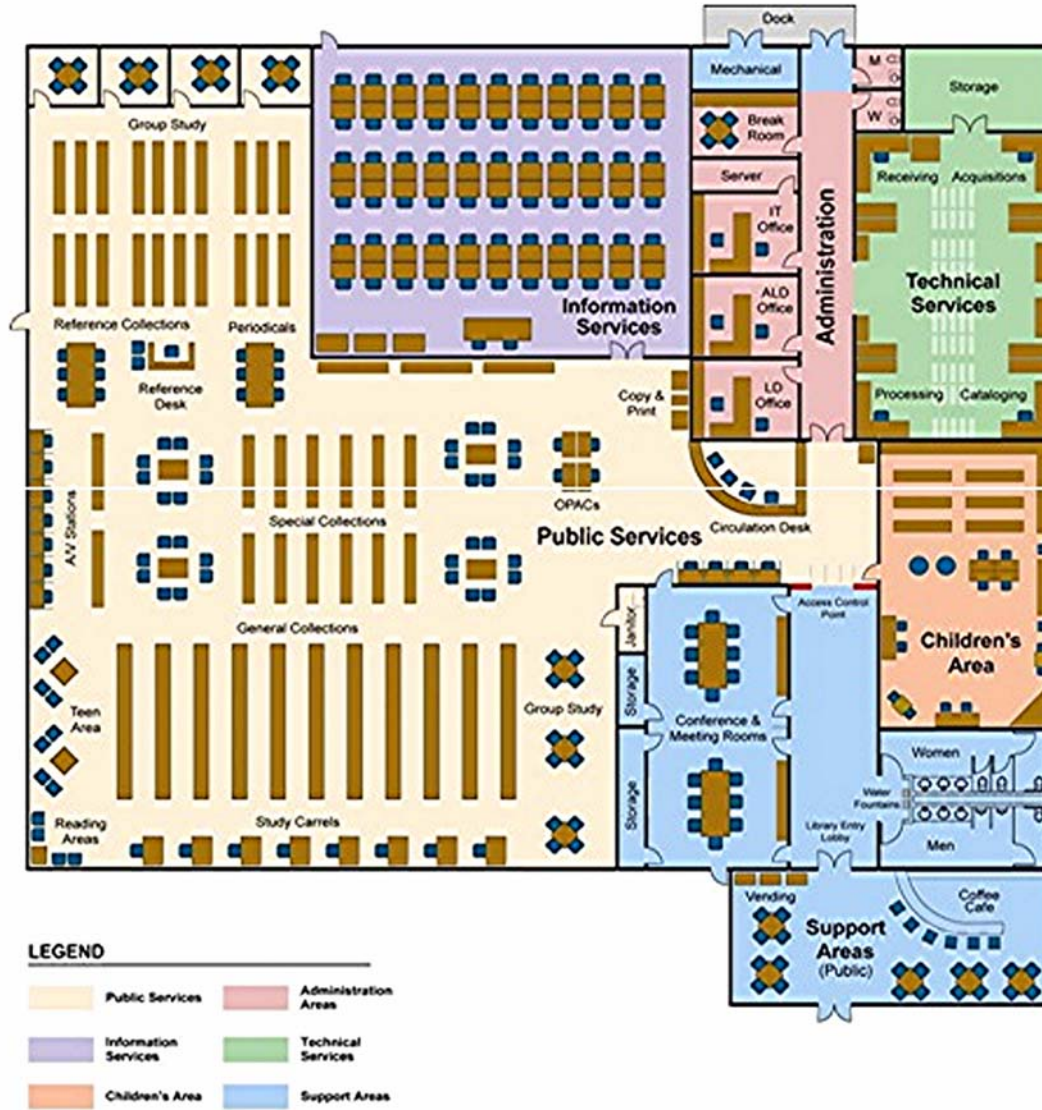 Dock
Mechanical
M
Storage
Break
Room
W
Group Study
Server
Receiving
Acquisitions
IT
Office
Administration
Technical
Services
Information
Services
ALD
Office
Reference Collections
Periodicals
Reference
Desk
Copy &
Print
LD
Office
Processing
Cataloging
A/V Stations
Special Collections
OPACs
Circulation Desk
Public Services
Access Control
Point
General Collections
Janitor
Children's
Area
Storage
Teen
Area
Group Study
Conference &
Meeting Rooms
Women
Water
Fountains
Storage
Reading
Areas
Study Carrels
Library Entry
Lobby
Men
Vending
Coffee
Cafe
Support
Areas
(Public)
LEGEND
Public Services
Administration
Areas
Information
Services
Technical
Services
Children's Area
Support Areas